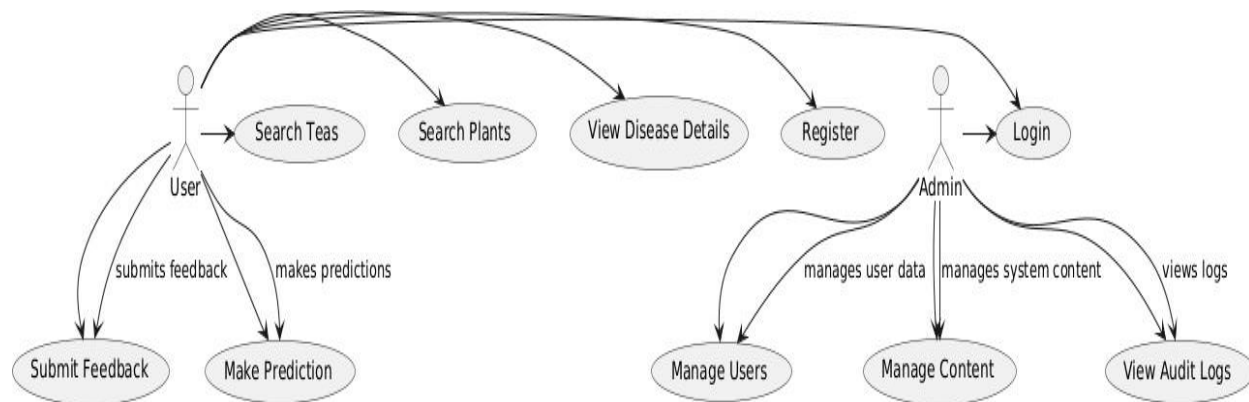 Search Teas
Search Plants
View Disease Details
Register
Login
User
Admin
submits feedback
makes predictions
manages user data
manages system content
views logs
Submit Feedback
Make Prediction
Manage Users
Manage Content
View Audit Logs